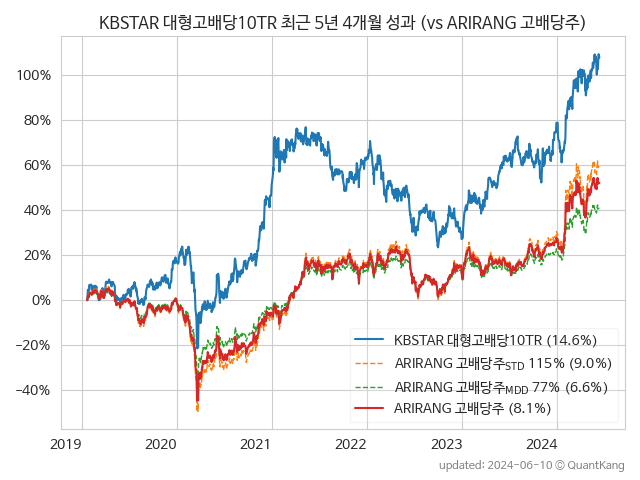 KBSTAR 대형고배당10TR 최근 5년 4개월 성과 (vs ARIRANG 고배당주)
100%
80%
60%
40%
20%
0%
−20%
−40%
KBSTAR 대형고배당10TR (14.6%)
ARIRANG 고배당주STD 115% (9.0%)
ARIRANG 고배당주MDD 77% (6.6%)
ARIRANG 고배당주 (8.1%)
2019 2020 2021 2022 2023 2024
updated: 2024-06-10 © QuantKang